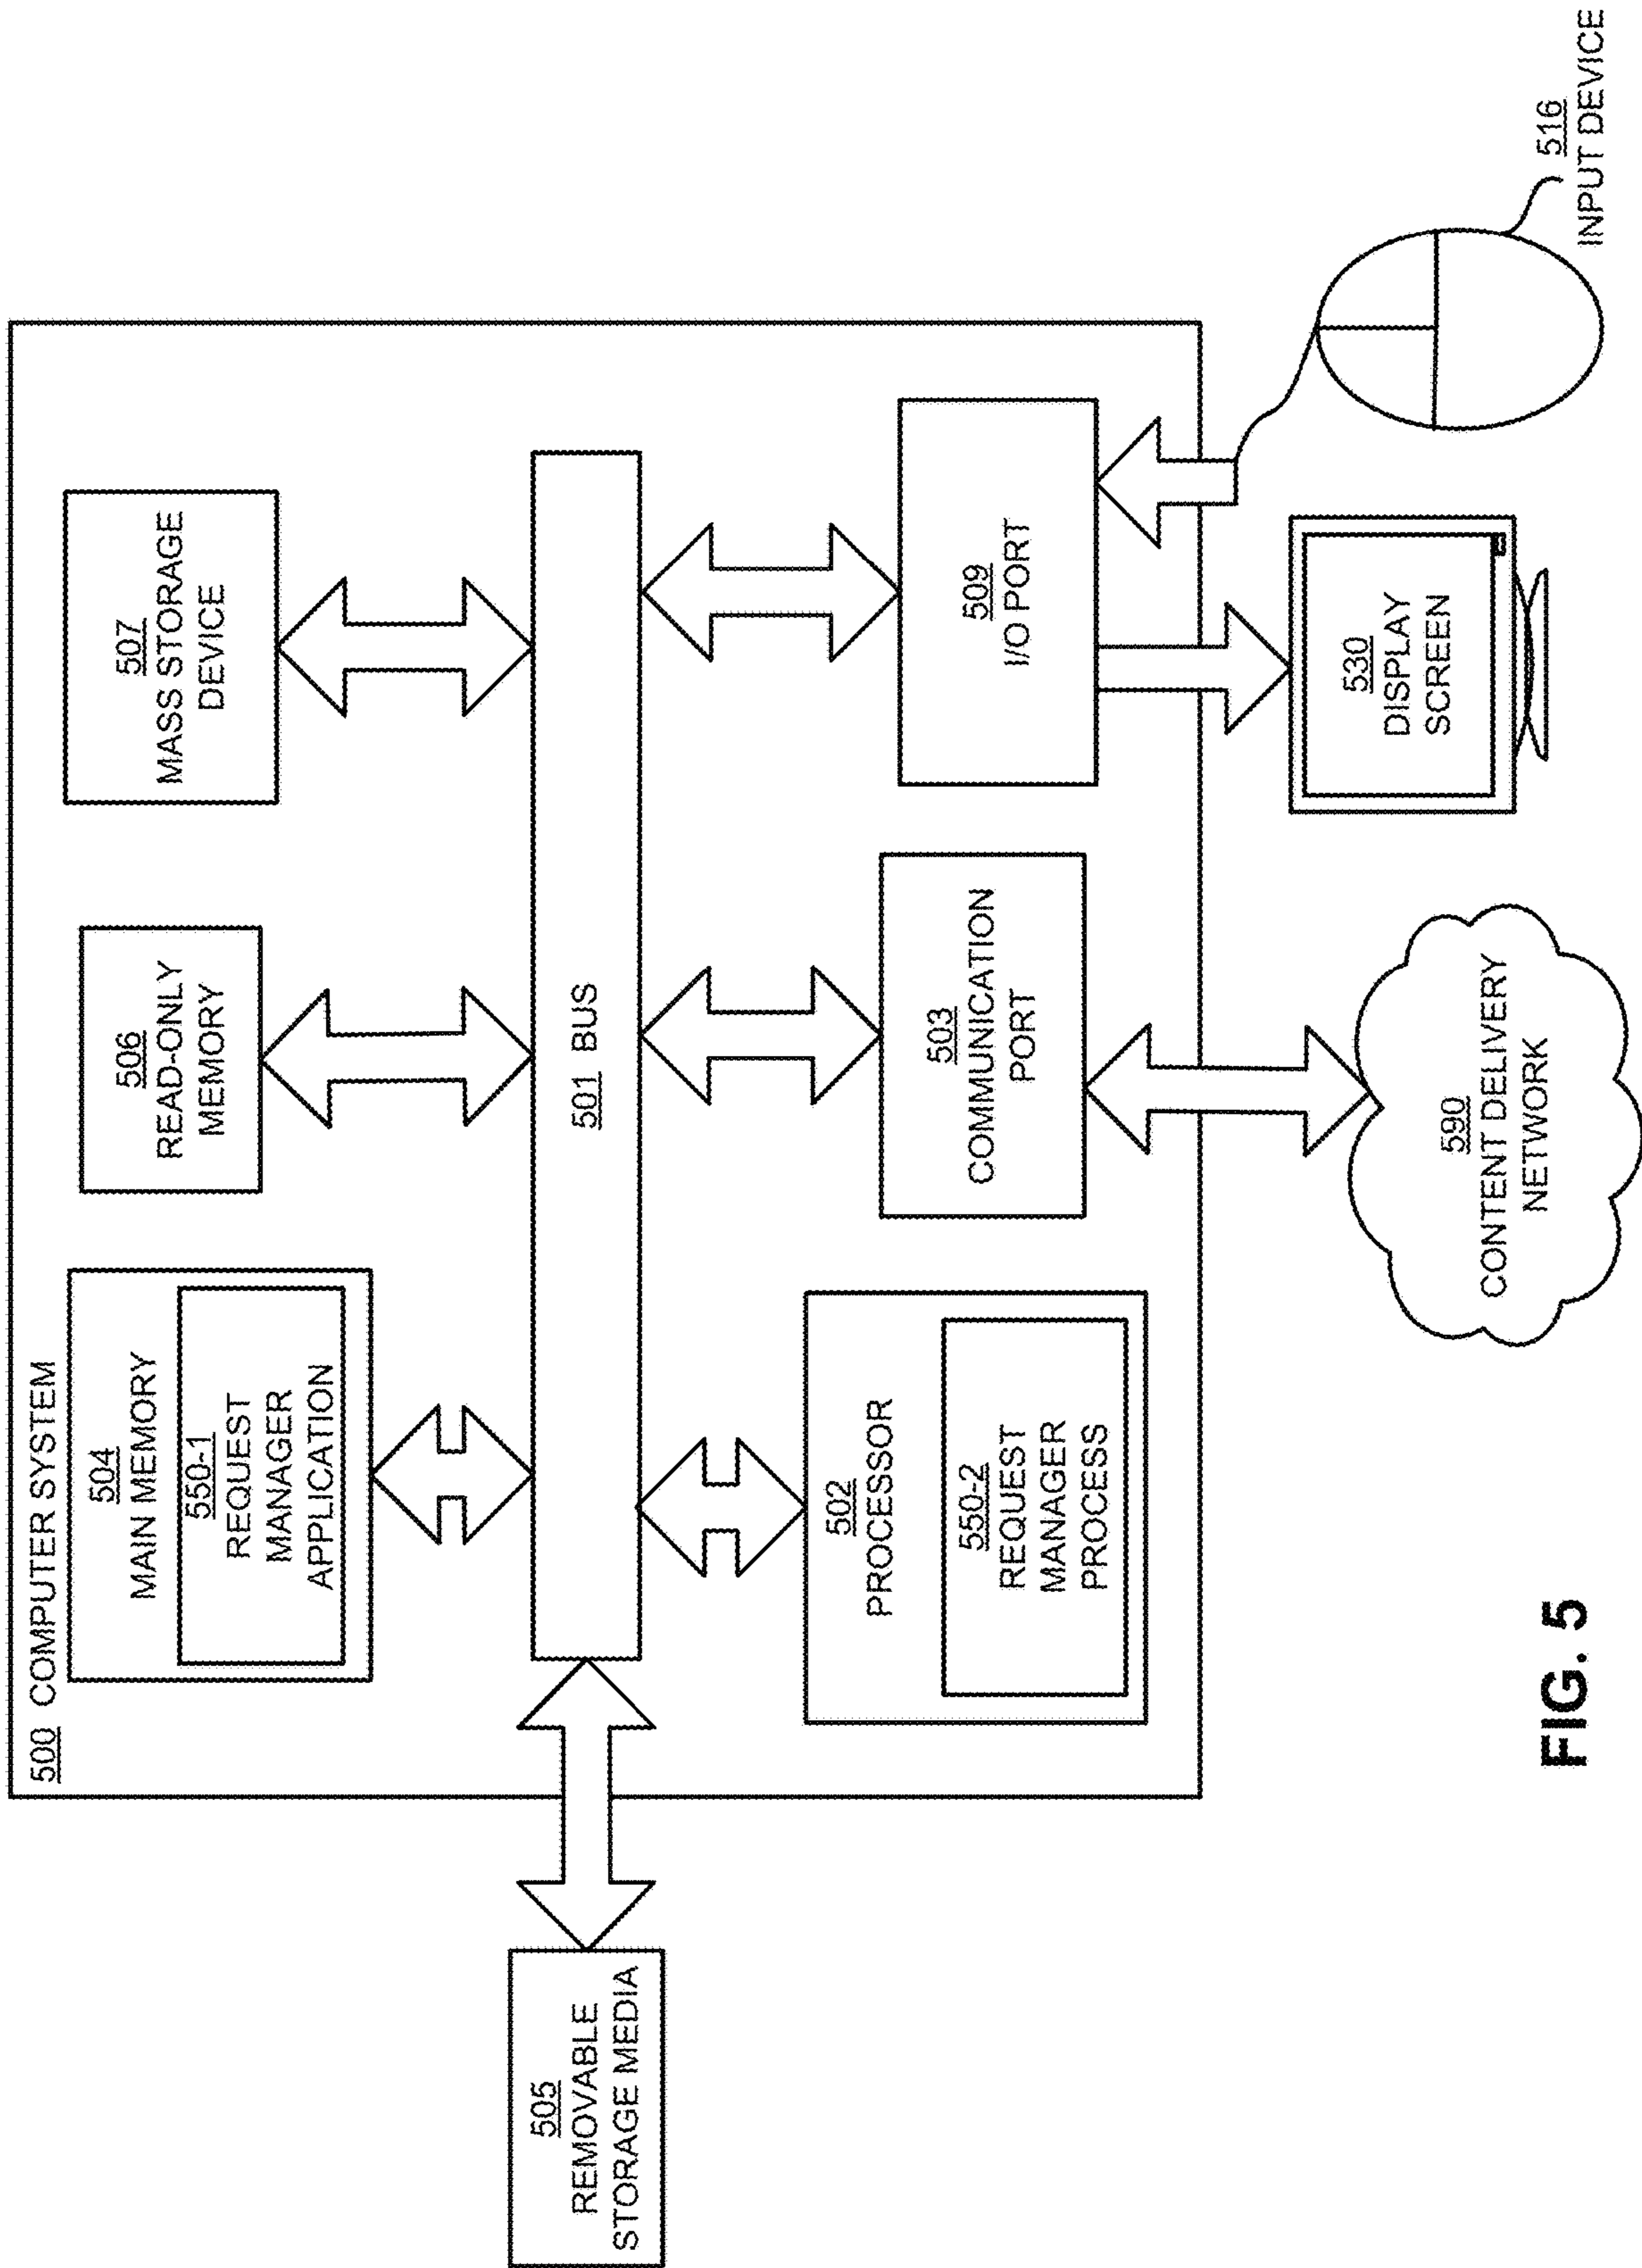 500 COMPUTER SYSTEM
504
MAIN MEMORY
550-1
REQUEST
MANAGER
APPLICATION
506
READ-ONLY
MEMORY
507
MASS STORAGE
DEVICE
505
REMOVABLE
STORAGE MEDIA
501 BUS
502
PROCESSOR
550-2
REQUEST
MANAGER
PROCESS
503
COMMUNICATION
PORT
509
I/O PORT
590
CONTENT DELIVERY
NETWORK
530
DISPLAY
SCREEN
516
INPUT DEVICE
FIG. 5